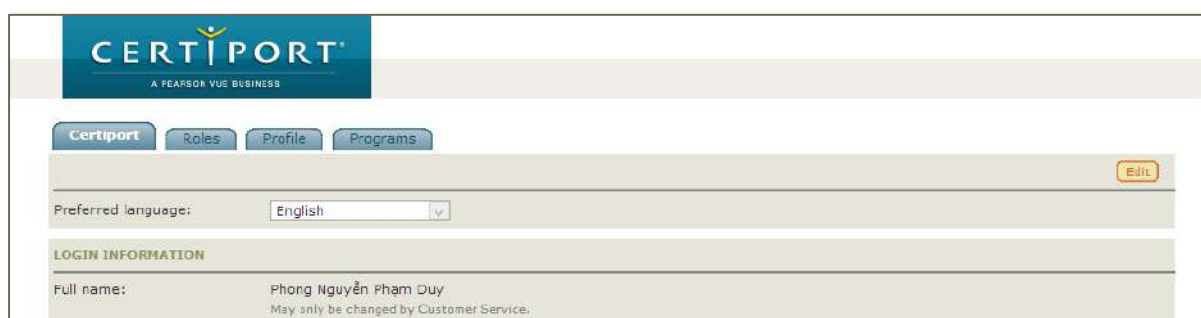 CERTIPORT®
A PEARSON VUE BUSINESS
Certiport Roles Profile Programs
Edit
Preferred language: English
LOGIN INFORMATION
Full name: Phong Nguyễn Phạm Duy
May only be changed by Customer Service.